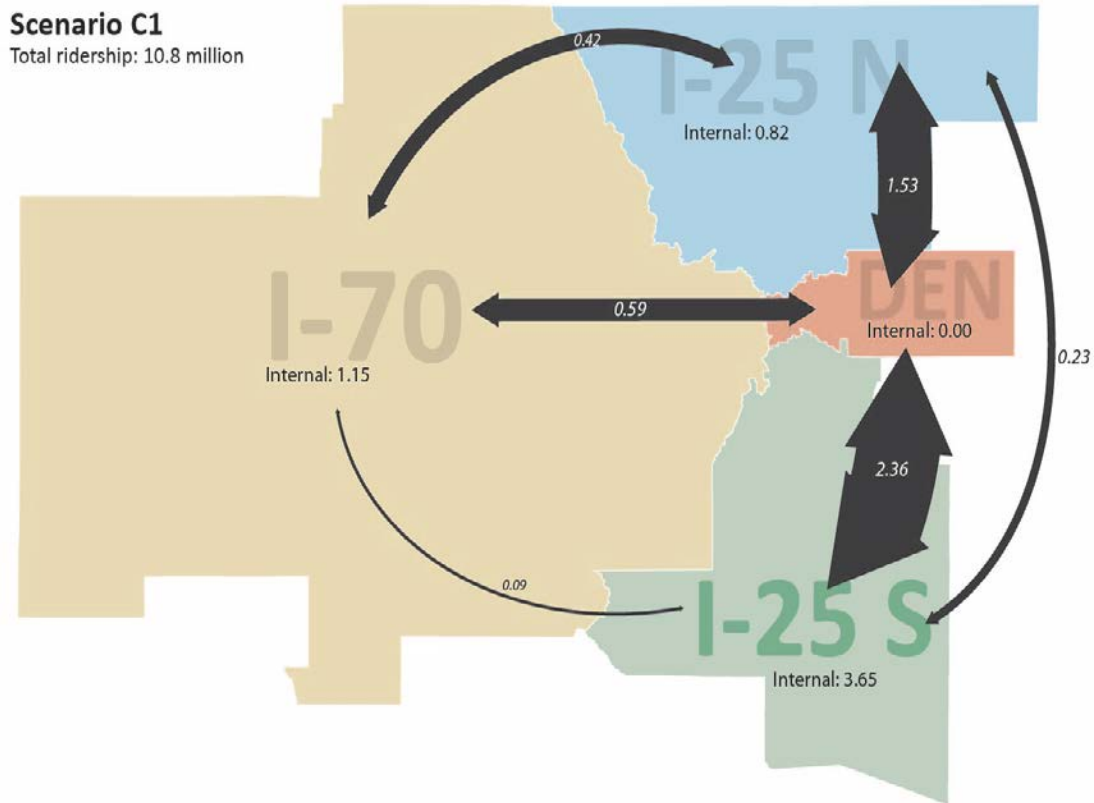 Scenario C1
Total ridership: 10.8 million
0.42
I-25 N
Internal: 0.82
1.53
I-70
Internal: 1.15
0.59
DEN
Internal: 0.00
0.23
2.36
0.09
I-25 S
Internal: 3.65